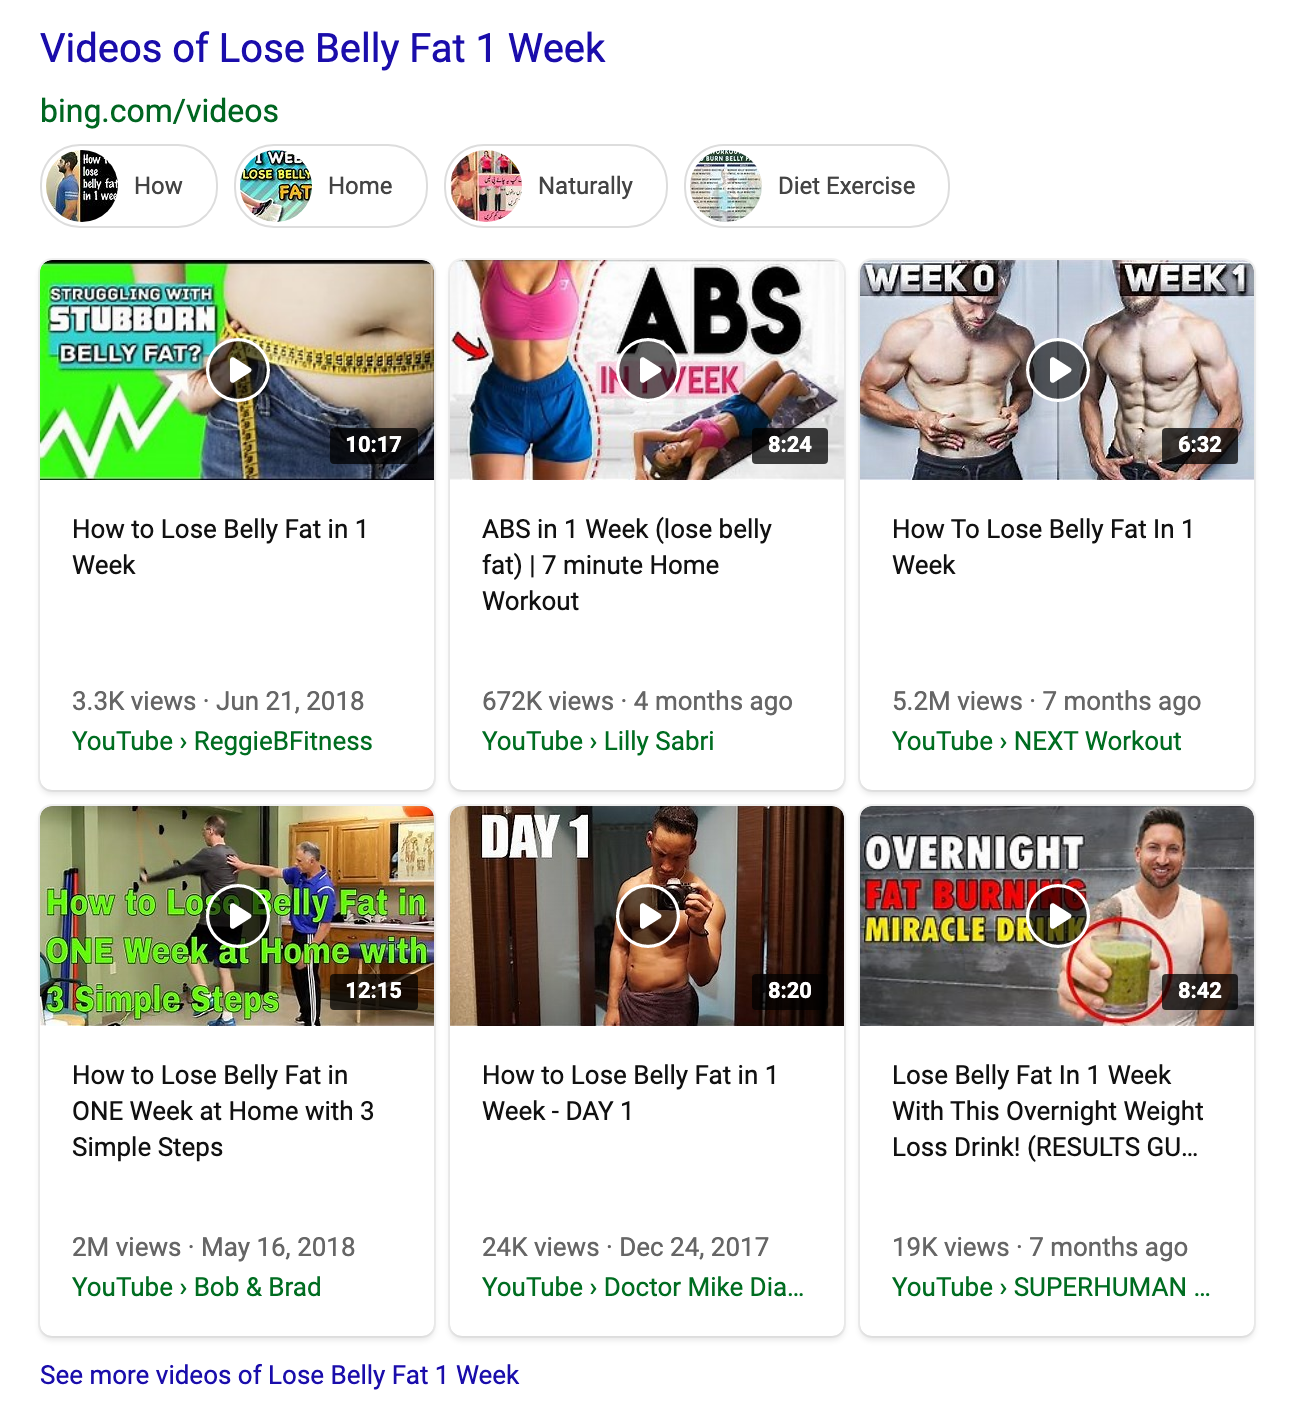 Videos of Lose Belly Fat 1 Week
bing.com/videos
How
lose
belly fat
in 1 wee
How
1 WEE
LOSE BELLY
FAT
Home
Naturally
BURN BELLY F
Diet Exercise
STRUGGLING WITH
STUBBORN
BELLY FAT?
10:17
ABS
IN 1 WEEK
8:24
WEEK 0
WEEK 1
6:32
How to Lose Belly Fat in 1
Week
3.3K views · Jun 21, 2018
YouTube › ReggieBFitness
ABS in 1 Week (lose belly
fat) | 7 minute Home
Workout
672K views · 4 months ago
YouTube › Lilly Sabri
How To Lose Belly Fat In 1
Week
5.2M views · 7 months ago
YouTube › NEXT Workout
How to Lose Belly Fat in
ONE Week at Home with
3 Simple Steps
12:15
DAY 1
8:20
OVERNIGHT
FAT BURNING
MIRACLE DRINK
8:42
How to Lose Belly Fat in
ONE Week at Home with 3
Simple Steps
2M views · May 16, 2018
YouTube › Bob & Brad
How to Lose Belly Fat in 1
Week - DAY 1
24K views · Dec 24, 2017
YouTube › Doctor Mike Dia...
Lose Belly Fat In 1 Week
With This Overnight Weight
Loss Drink! (RESULTS GU...
19K views · 7 months ago
YouTube › SUPERHUMAN ...
See more videos of Lose Belly Fat 1 Week